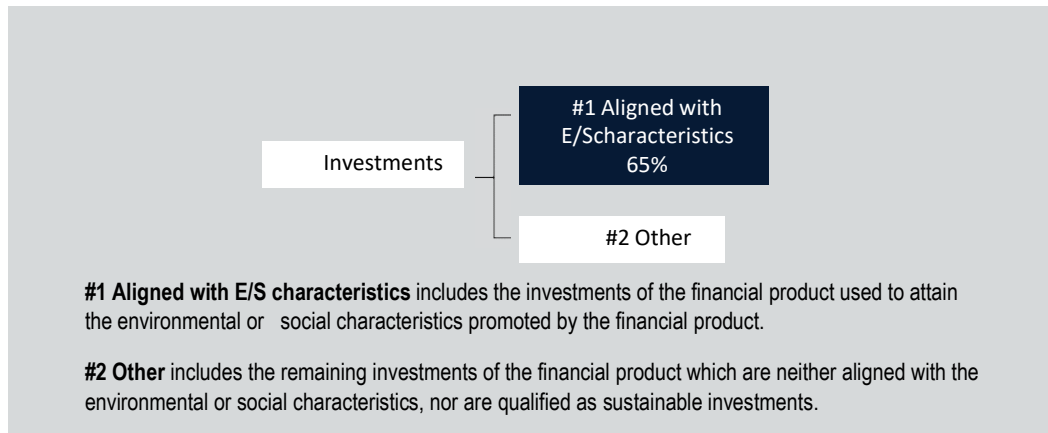 #1 Aligned with
E/Scharacteristics
65%
Investments
#2 Other
#1 Aligned with E/S characteristics includes the investments of the financial product used to attain
the environmental or social characteristics promoted by the financial product.
#2 Other includes the remaining investments of the financial product which are neither aligned with the
environmental or social characteristics, nor are qualified as sustainable investments.